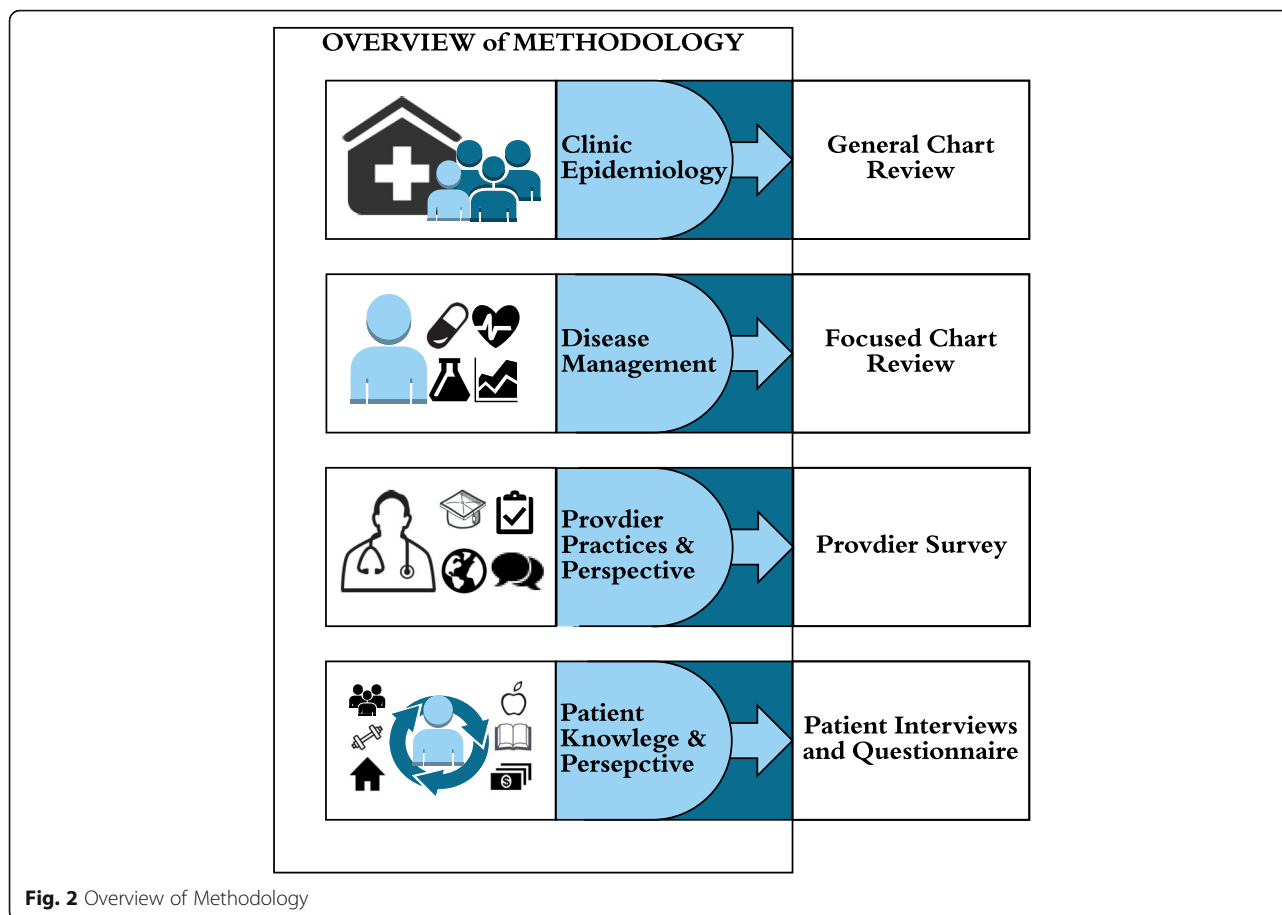 OVERVIEW of METHODOLOGY
Clinic
Epidemiology
General Chart
Review
Disease
Management
Focused Chart
Review
Provdier
Practices &
Perspective
Provdier Survey
$
Patient
Knowlege &
Persepctive
Patient Interviews
and Questionnaire
Fig. 2 Overview of Methodology